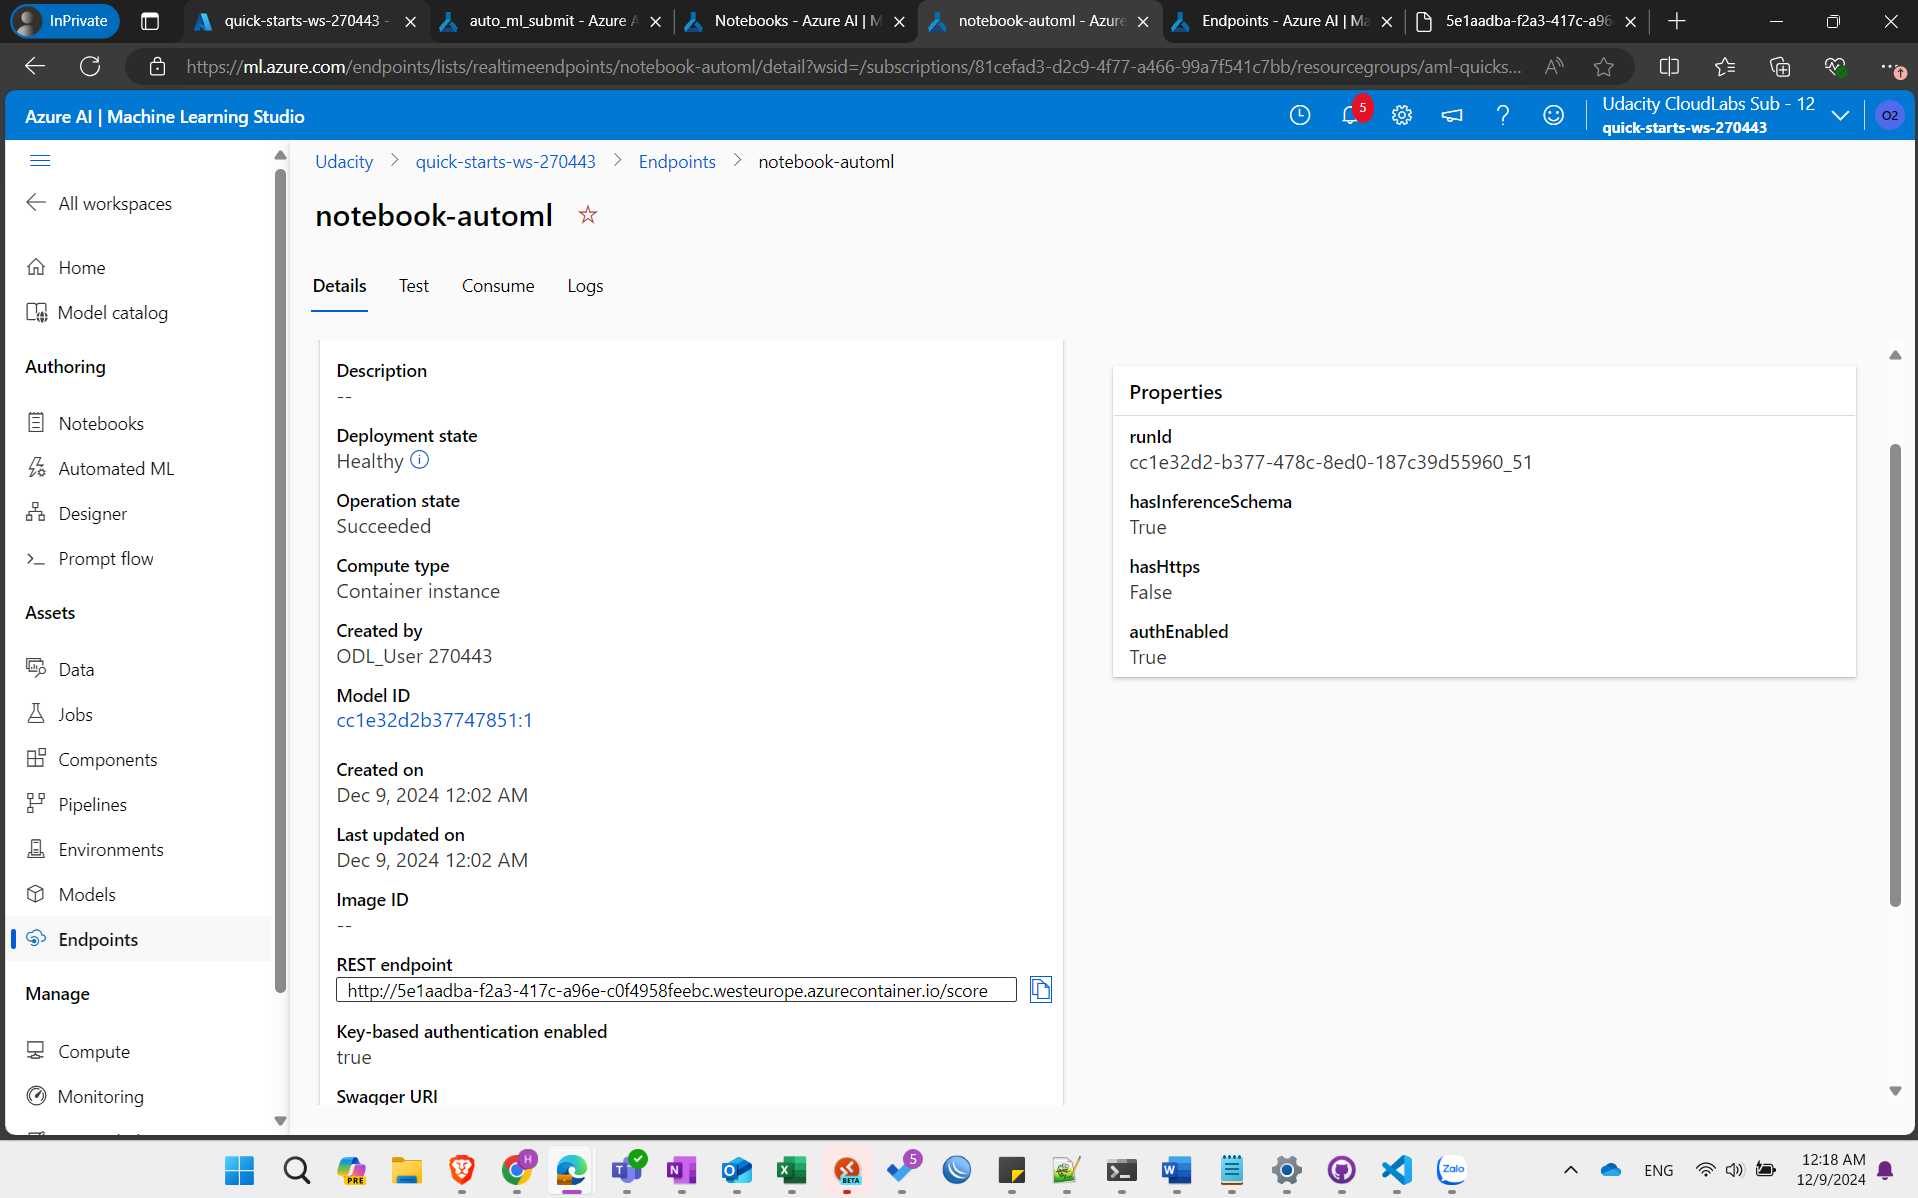 InPrivate
quick-starts-ws-270443 -
auto_ml_submit - Azure A
Notebooks - Azure AI | M
notebook-automl - Azure
Endpoints - Azure AI | Ma
5e1aadba-f2a3-417c-a96
https://ml.azure.com/endpoints/lists/realtimeendpoints/notebook-automl/detail?wsid=/subscriptions/81cefad3-d2c9-4f77-a466-99a7f541c7bb/resourcegroups/aml-quicks...
Azure AI | Machine Learning Studio
5
Udacity CloudLabs Sub - 12
quick-starts-ws-270443
O2
All workspaces
Home
Model catalog
Authoring
Notebooks
Automated ML
Designer
Prompt flow
Assets
Data
Jobs
Components
Pipelines
Environments
Models
Endpoints
Manage
Compute
Monitoring
Udacity > quick-starts-ws-270443 > Endpoints > notebook-automl
notebook-automl
Details Test Consume Logs
Description
--
Deployment state
Healthy
Operation state
Succeeded
Compute type
Container instance
Created by
ODL_User 270443
Model ID
cc1e32d2b37747851:1
Created on
Dec 9, 2024 12:02 AM
Last updated on
Dec 9, 2024 12:02 AM
Image ID
--
REST endpoint
http://5e1aadba-f2a3-417c-a96e-c0f4958feebc.westeurope.azurecontainer.io/score
Key-based authentication enabled
true
Swagger URI
Properties
runId
cc1e32d2-b377-478c-8ed0-187c39d55960_51
hasInferenceSchema
True
hasHttps
False
authEnabled
True
PRE
H
BETA
5
Zalo
ENG
12:18 AM
12/9/2024